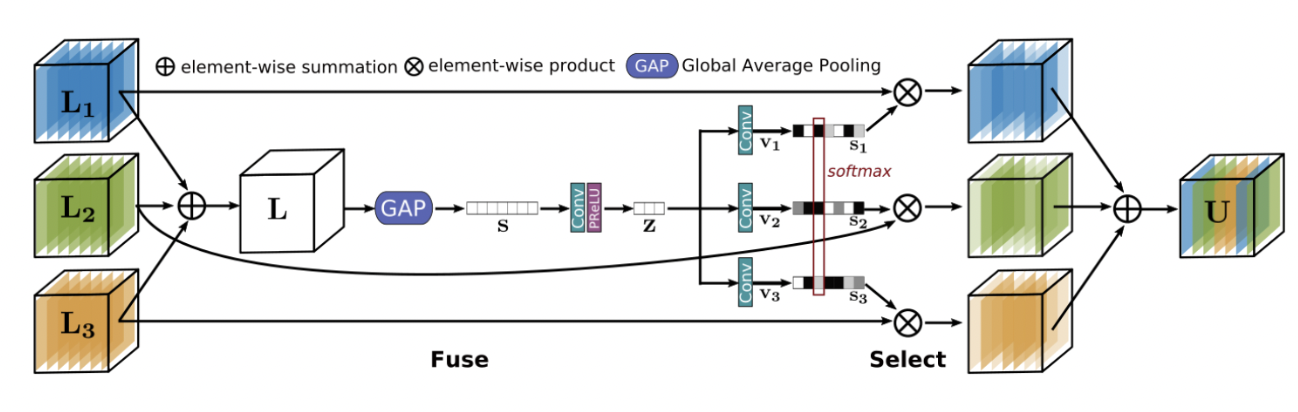 L1
⊕ element-wise summation ⊗ element-wise product GAP Global Average Pooling
Conv
v1
s1
softmax
L2
L
GAP
s
Conv
PReLU
z
Conv
v2
s2
U
L3
Conv
v3
s3
Fuse
Select